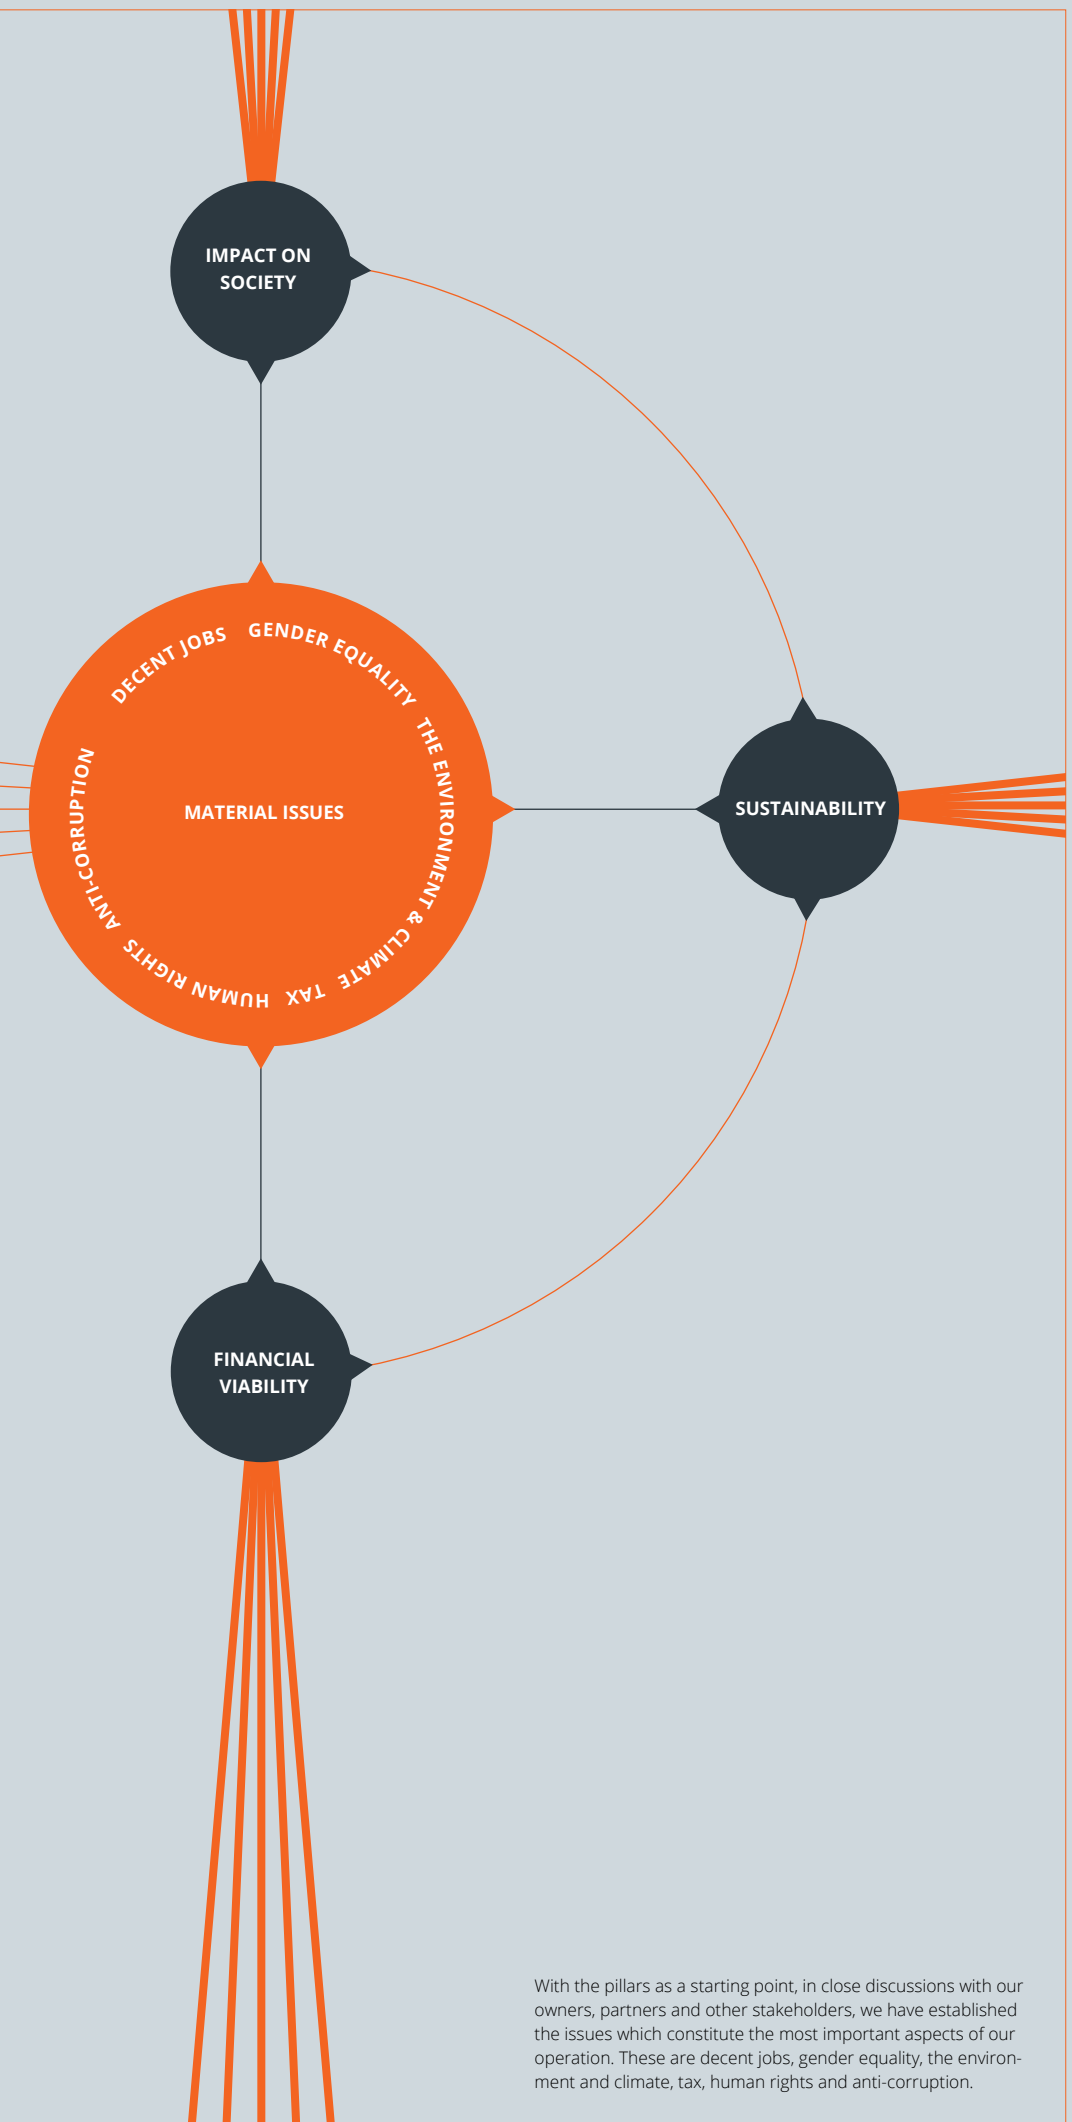 IMPACT ON
SOCIETY
DECENT JOBS
GENDER EQUALITY
THE ENVIRONMENT & CLIMATE
TAX
HUMAN RIGHTS
ANTI-CORRUPTION
MATERIAL ISSUES
SUSTAINABILITY
FINANCIAL
VIABILITY
With the pillars as a starting point, in close discussions with our
owners, partners and other stakeholders, we have established
the issues which constitute the most important aspects of our
operation. These are decent jobs, gender equality, the environ-
ment and climate, tax, human rights and anti-corruption.